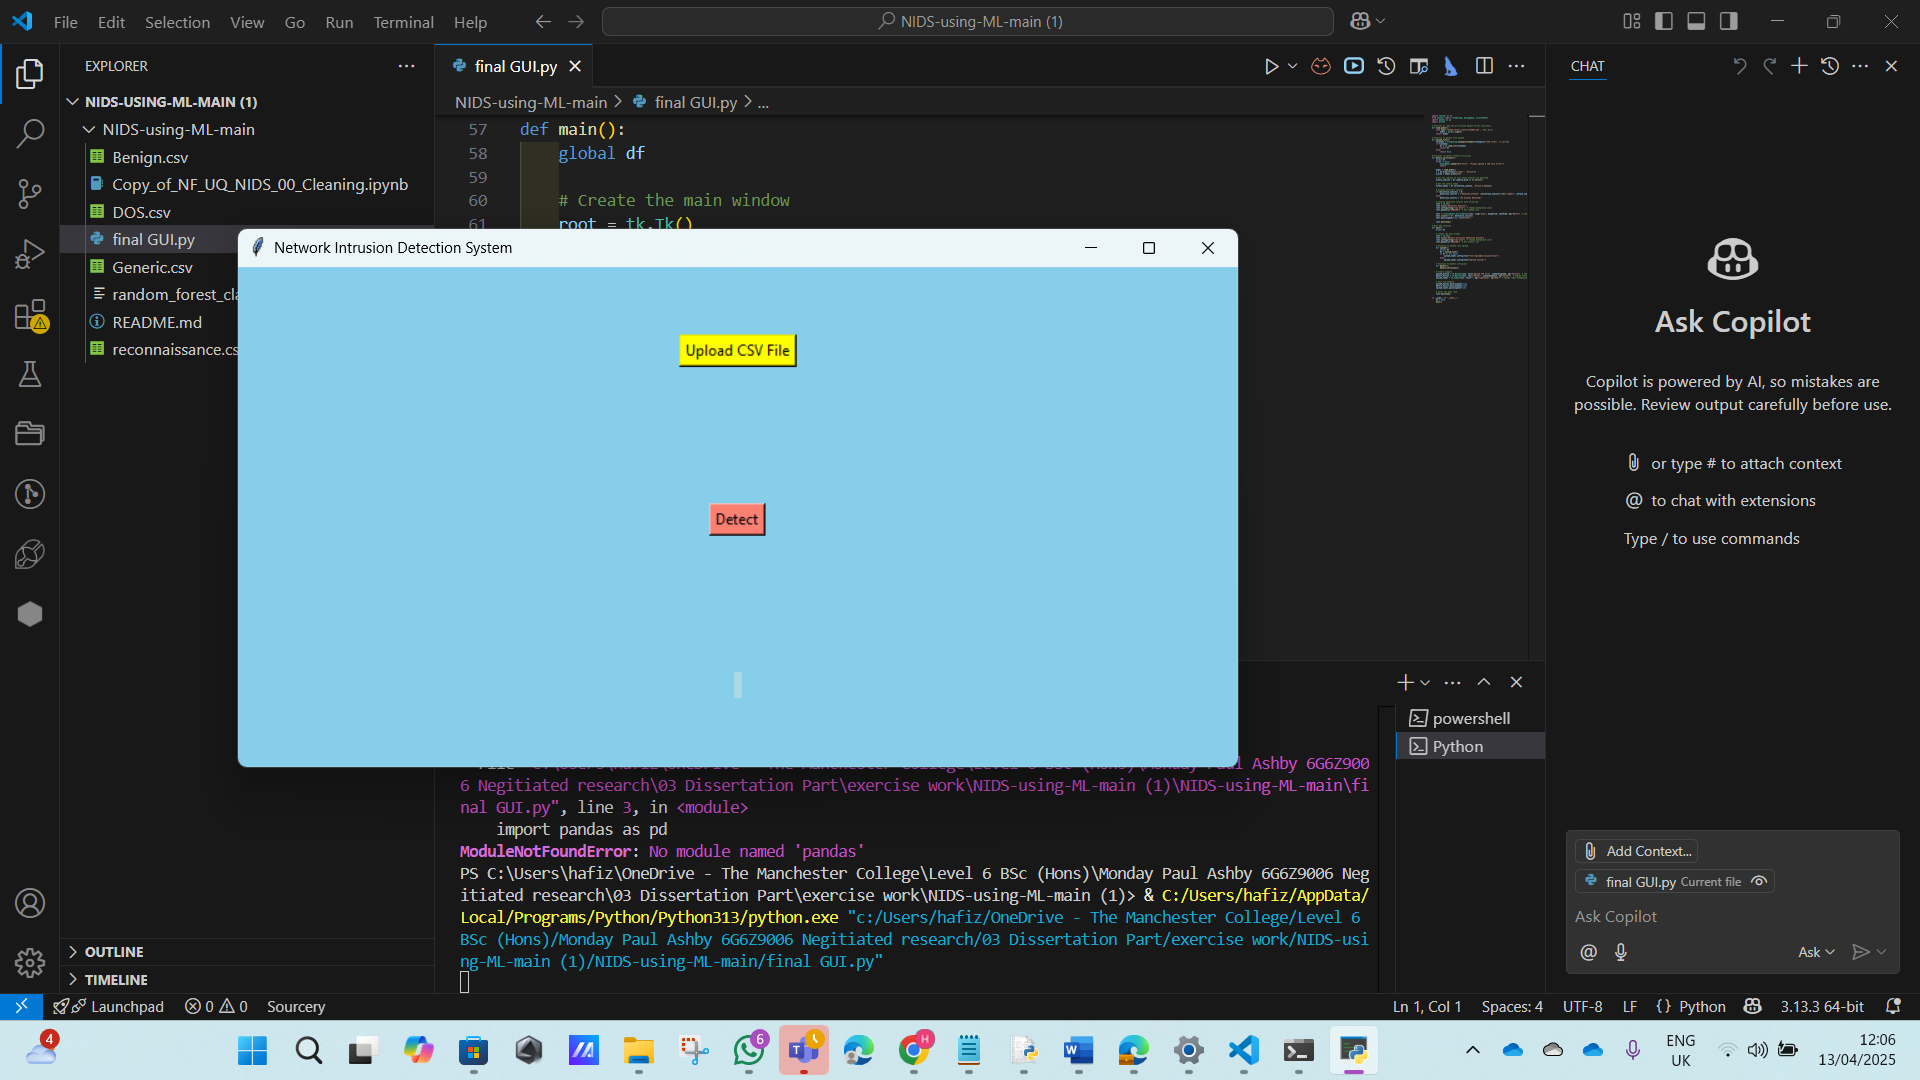 File Edit Selection View Go Run Terminal Help
NIDS-using-ML-main (1)
EXPLORER
NIDS-USING-ML-MAIN (1)
NIDS-using-ML-main
Benign.csv
Copy_of_NF_UQ_NIDS_00_Cleaning.ipynb
DOS.csv
final GUI.py
Generic.csv
random_forest_cla
README.md
reconnaissance.cs
OUTLINE
TIMELINE
final GUI.py
NIDS-using-ML-main > final GUI.py > ...
57 def main():
58 global df
59
60 # Create the main window
61 root = tk.Tk()
Network Intrusion Detection System
Upload CSV File
Detect
Ashby 6G6Z900
6 Negitiated research\03 Dissertation Part\exercise work\NIDS-using-ML-main (1)\NIDS-using-ML-main\fi
nal GUI.py", line 3, in <module>
import pandas as pd
ModuleNotFoundError: No module named 'pandas'
PS C:\Users\hafiz\OneDrive - The Manchester College\Level 6 BSc (Hons)\Monday Paul Ashby 6G6Z9006 Neg
itiated research\03 Dissertation Part\exercise work\NIDS-using-ML-main (1)> & C:/Users/hafiz/AppData/
Local/Programs/Python/Python313/python.exe "c:/Users/hafiz/OneDrive - The Manchester College/Level 6
BSc (Hons)/Monday Paul Ashby 6G6Z9006 Negitiated research/03 Dissertation Part/exercise work/NIDS-usi
ng-ML-main (1)/NIDS-using-ML-main/final GUI.py"
powershell
Python
CHAT
Ask Copilot
Copilot is powered by AI, so mistakes are
possible. Review output carefully before use.
or type # to attach context
@ to chat with extensions
Type / to use commands
Add Context...
final GUI.py Current file
Ask Copilot
@ Ask
Launchpad 0 0 Sourcery
Ln 1, Col 1 Spaces: 4 UTF-8 LF {} Python 3.13.3 64-bit
4
6
H
ENG
UK
12:06
13/04/2025